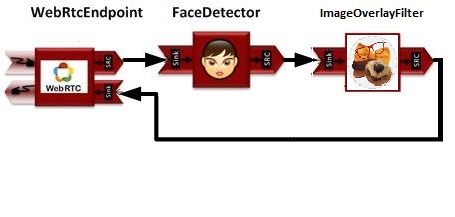 WebRtcEndpoint
FaceDetector
ImageOverlayFilter
SRC
Sink
SRC
Sink
SRC
Sink
WebRTC